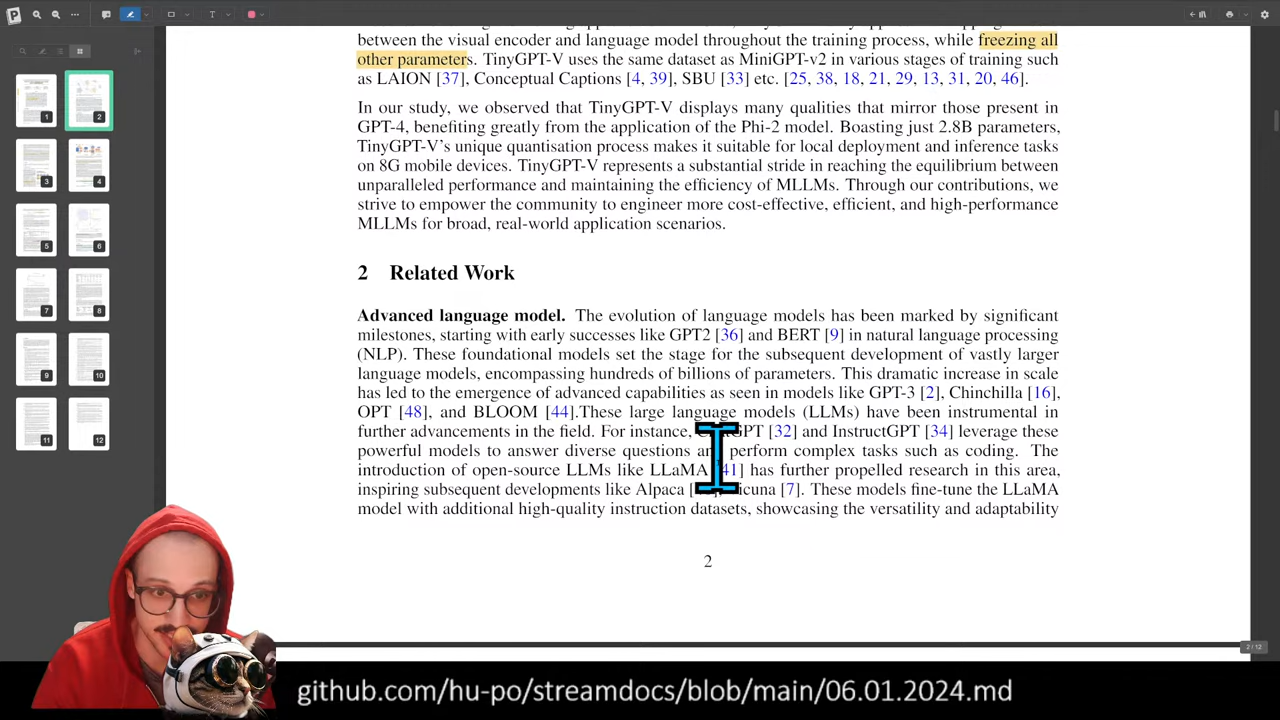 between the visual encoder and language model throughout the training process, while freezing all
other parameters. TinyGPT-V uses the same dataset as MiniGPT-v2 in various stages of training such
as LAION [37], Conceptual Captions [4, 39], SBU [33] etc. [25, 38, 18, 21, 29, 13, 31, 20, 46].
In our study, we observed that TinyGPT-V displays many qualities that mirror those present in
GPT-4, benefiting greatly from the application of the Phi-2 model. Boasting just 2.8B parameters,
TinyGPT-V's unique quantisation process makes it suitable for local deployment and inference tasks
on 8G mobile devices. TinyGPT-V represents a substantial stride in reaching the equilibrium between
unparalleled performance and maintaining the efficiency of MLLMs. Through our contributions, we
strive to empower the community to engineer more cost-effective, efficient, and high-performance
MLLMs for broad, real-world application scenarios.
2 Related Work
Advanced language model. The evolution of language models has been marked by significant
milestones, starting with early successes like GPT2 [36] and BERT [9] in natural language processing
(NLP). These foundational models set the stage for the subsequent development of vastly larger
language models, encompassing hundreds of billions of parameters. This dramatic increase in scale
has led to the emergence of advanced capabilities as seen in models like GPT-3 [2], Chinchilla [16],
OPT [48], and BLOOM [44].These large language models (LLMs) have been instrumental in
further advancements in the field. For instance, [32] and InstructGPT [34] leverage these
powerful models to answer diverse questions perform complex tasks such as coding. The
introduction of open-source LLMs like LLaMA 41] has further propelled research in this area,
inspiring subsequent developments like Alpaca [7]. These models fine-tune the LLaMA
model with additional high-quality instruction datasets, showcasing the versatility and adaptability
2
1
2
3
4
5
6
7
8
9
10
11
12
2 / 12
github.com/hu-po/streamdocs/blob/main/06.01.2024.md